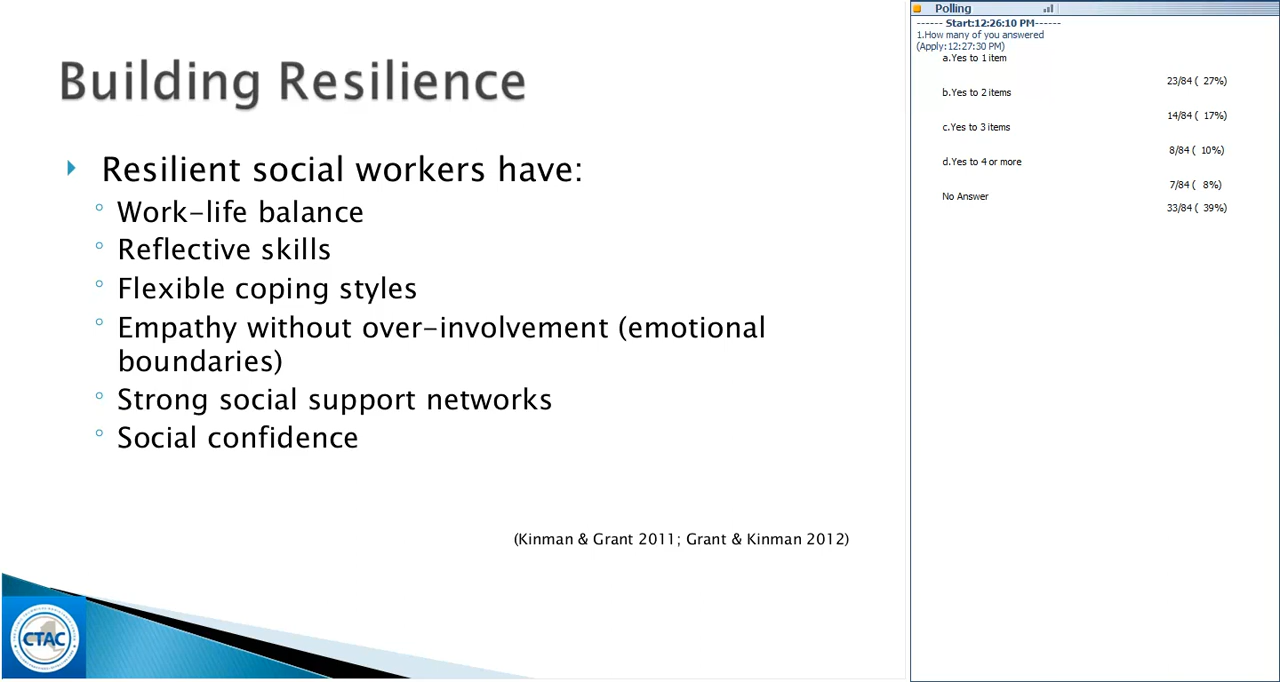 Building Resilience
Resilient social workers have:
Work-life balance
Reflective skills
Flexible coping styles
Empathy without over-involvement (emotional
boundaries)
Strong social support networks
Social confidence
(Kinman & Grant 2011; Grant & Kinman 2012)
CTAC
Polling
------ Start:12:26:10 PM------
1.How many of you answered
(Apply:12:27:30 PM)
a.Yes to 1 item
23/84 ( 27%)
b.Yes to 2 items
14/84 ( 17%)
c.Yes to 3 items
8/84 ( 10%)
d.Yes to 4 or more
7/84 ( 8%)
No Answer
33/84 ( 39%)